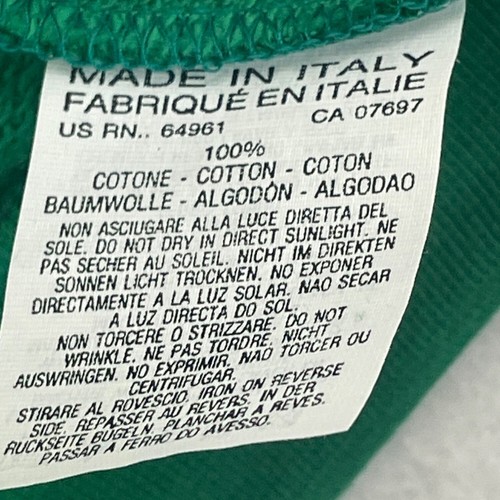 MADE IN ITALY
FABRIQUÉ EN ITALIE
US RN.. 64961 CA 07697
100%
COTONE - COTTON - COTON
BAUMWOLLE - ALGODÓN - ALGODAO
NON ASCIUGARE ALLA LUCE DIRETTA DEL
SOLE. DO NOT DRY IN DIRECT SUNLIGHT. NE
PAS SECHER AU SOLEIL. NICHT IM DIREKTEN
SONNEN LICHT TROCKNEN. NO EXPONER
DIRECTAMENTE A LA LUZ SOLAR. NAO SECAR
A LUZ DIRECTA DO SOL.
NON TORCERE O STRIZZARE. DO NOT
WRINKLE. NE PAS TORDRE. NICHT
AUSWRINGEN. NO EXPRIMIR. NAO TORCER OU
CENTRIFUGAR.
STIRARE AL ROVESCIO. IRON ON REVERSE
SIDE. REPASSER AU REVERS. IN DER
RUCKSEITE BÜGELN. PLANCHAR A REVES.
PASSAR A FERRO DO AVESSO.